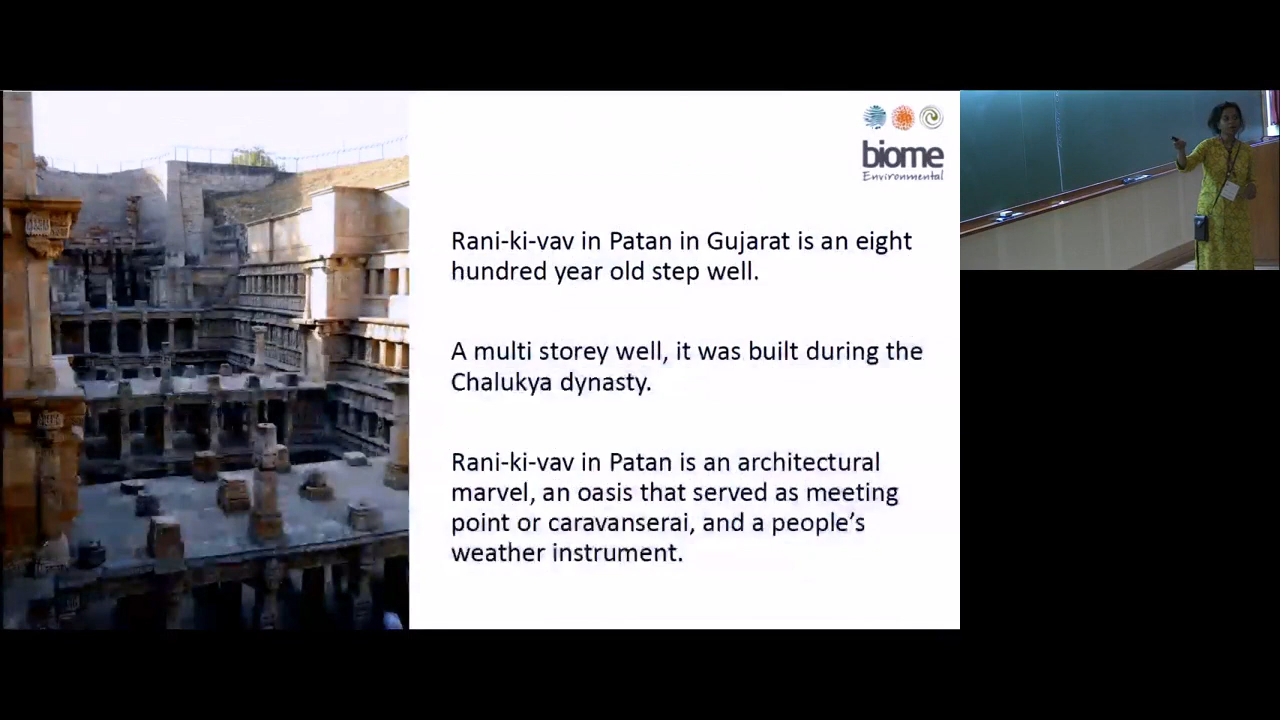 biome
Environmental
Rani-ki-vav in Patan in Gujarat is an eight
hundred year old step well.
A multi storey well, it was built during the
Chalukya dynasty.
Rani-ki-vav in Patan is an architectural
marvel, an oasis that served as meeting
point or caravanserai, and a people’s
weather instrument.